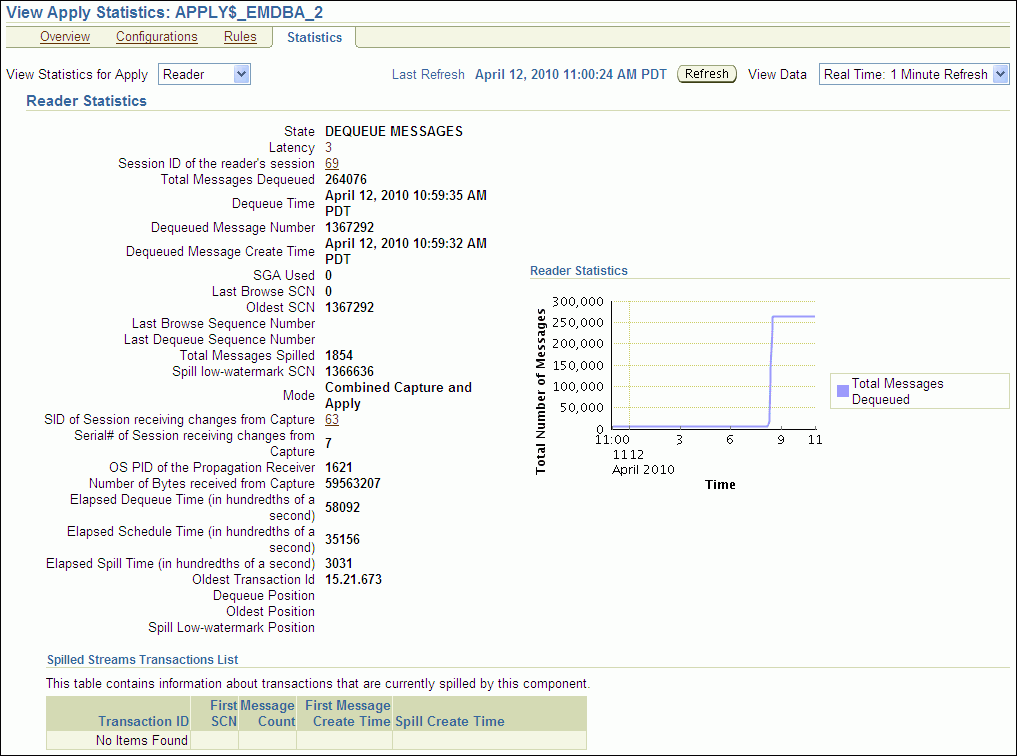 View Apply Statistics: APPLY$_EMDBA_2
Overview Configurations Rules Statistics
View Statistics for Apply Reader Last Refresh April 12, 2010 11:00:24 AM PDT Refresh View Data Real Time: 1 Minute Refresh
Reader Statistics
State DEQUEUE MESSAGES
Latency 3
Session ID of the reader's session 69
Total Messages Dequeued 264076
Dequeue Time April 12, 2010 10:59:35 AM
PDT
Dequeued Message Number 1367292
Dequeued Message Create Time April 12, 2010 10:59:32 AM
PDT
SGA Used 0
Last Browse SCN 0
Oldest SCN 1367292
Last Browse Sequence Number
Last Dequeue Sequence Number
Total Messages Spilled 1854
Spill low-watermark SCN 1366636
Mode Combined Capture and
Apply
SID of Session receiving changes from Capture 63
Serial# of Session receiving changes from
Capture 7
OS PID of the Propagation Receiver 1621
Number of Bytes received from Capture 59563207
Elapsed Dequeue Time (in hundredths of a
second) 58092
Elapsed Schedule Time (in hundredths of a
second) 35156
Elapsed Spill Time (in hundredths of a second) 3031
Oldest Transaction Id 15.21.673
Dequeue Position
Oldest Position
Spill Low-watermark Position
Reader Statistics
Total Number of Messages
300,000
250,000
200,000
150,000
100,000
50,000
0
11:00 3 6 9 11
1112
April 2010
Time
Total Messages
Dequeued
Spilled Streams Transactions List
This table contains information about transactions that are currently spilled by this component.
First Message First Message
Transaction ID SCN Count Create Time Spill Create Time
No Items Found